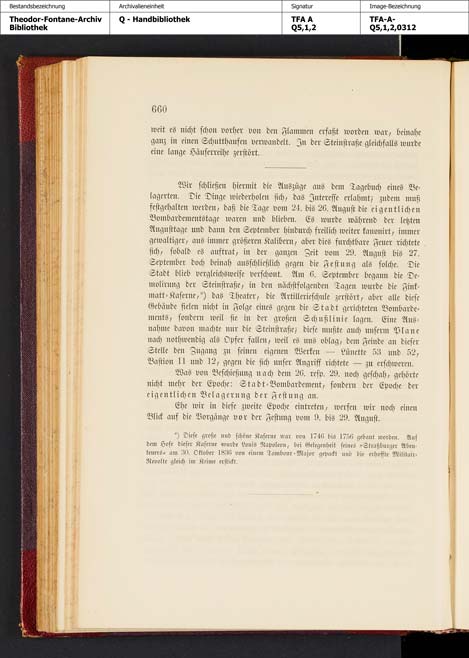 Bestandsbezeichnung Archivalieneinheit Signatur Image-Bezeichnung
Theodor-Fontane-Archiv Q - Handbibliothek TFA A TFA-A-
Bibliothek Q5,1,2 Q5,1,2,0312
660
weit es nicht schon vorher von den Flammen erfaßt worden war, beinahe
ganz in einen Schutthaufen verwandelt. In der Steinstraße gleichfalls wurde
eine lange Häuserreihe zerstört.
Wir schließen hiermit die Auszüge aus dem Tagebuch eines Be-
lagerten. Die Dinge wiederholen sich, das Interesse erlahmt; zudem muß
festgehalten werden, daß die Tage vom 24. bis 26. August die eigentlichen
Bombardementstage waren und blieben. Es wurde während der letzten
Augusttage und dann den September hindurch freilich weiter kanonirt, immer
gewaltiger, aus immer größeren Kalibern, aber dies furchtbare Feuer richtete
sich, sobald es auftrat, in der ganzen Zeit vom 29. August bis 27.
September doch beinah ausschließlich gegen die Festung als solche. Die
Stadt blieb vergleichsweise verschont. Am 6. September begann die De-
molirung der Steinstraße, in den nächstfolgenden Tagen wurde die Fink-
matt-Kaserne,*) das Theater, die Artillerieschule zerstört, aber alle diese
Gebäude fielen nicht in Folge eines gegen die Stadt gerichteten Bombarde-
ments, sondern weil sie in der großen Schußlinie lagen. Eine Aus-
nahme davon machte nur die Steinstraße; diese mußte auch unserm Plane
nach nothwendig als Opfer fallen, weil es uns oblag, dem Feinde an dieser
Stelle den Zugang zu seinen eigenen Werken — Lünette 53 und 52,
Bastion 11 und 12, gegen die sich unser Angriff richtete — zu erschweren.
Was von Beschießung nach dem 26. resp. 29. noch geschah, gehörte
nicht mehr der Epoche: Stadt-Bombardement, sondern der Epoche der
eigentlichen Belagerung der Festung an.
Ehe wir in diese zweite Epoche eintreten, werfen wir noch einen
Blick auf die Vorgänge vor der Festung vom 9. bis 29. August.
*) Diese große und schöne Kaserne war von 1746 bis 1756 gebaut worden. Auf
dem Hofe dieser Kaserne wurde Louis Napoleon, bei Gelegenheit seines »Straßburger Aben-
teuers« am 30. Oktober 1836 von einem Tambour-Major gepackt und die erhoffte Militair-
Revolte gleich im Keime erstickt.